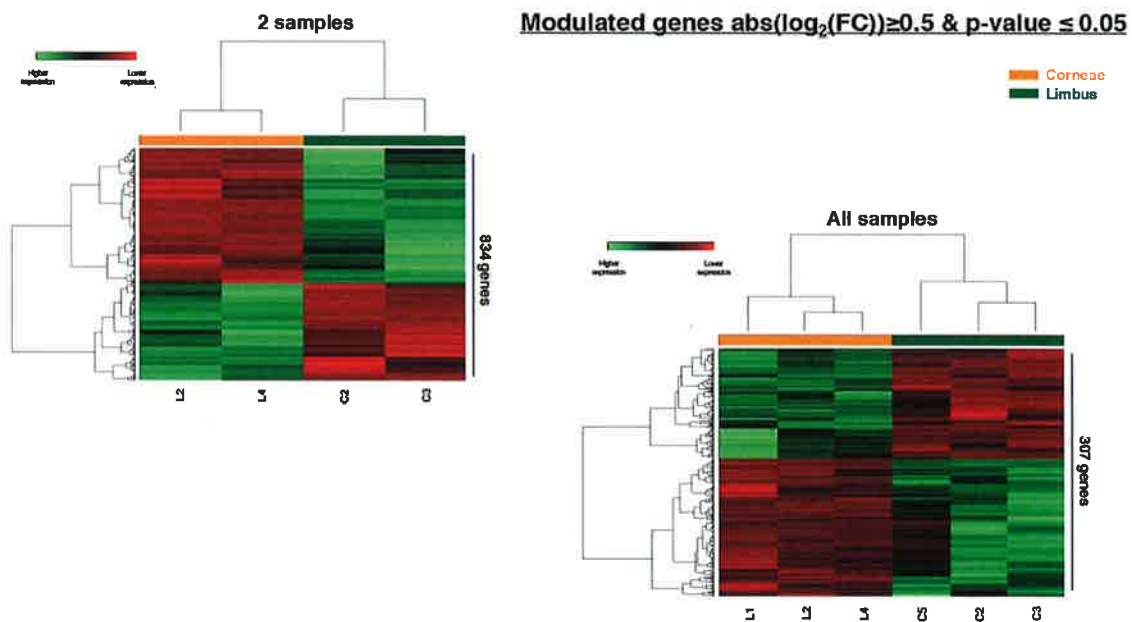 2 samples
Modulated genes abs(log₂(FC))≥0.5 & p-value ≤ 0.05
Higher expression
Lower expression
Corneae
Limbus
834 genes
L2 L4 C2 C3
All samples
Higher expression
Lower expression
307 genes
L1 L2 L4 C5 C2 C3